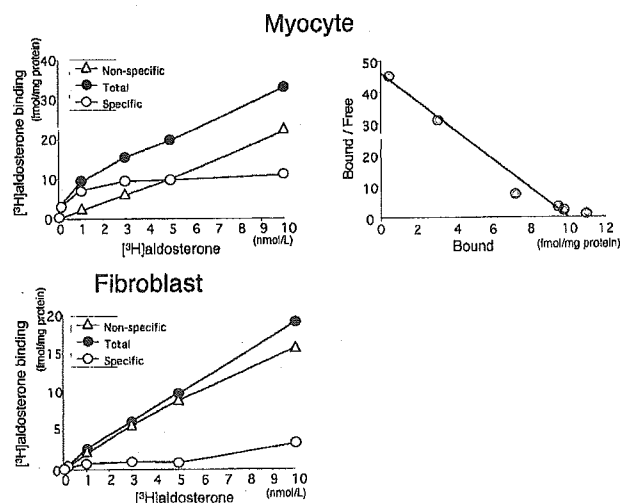 Myocyte
[³H]aldosterone binding
(fmol/mg protein)
40
30
20
10
0
Non-specific
Total
Specific
0 1 2 3 4 5 6 7 8 9 10
[³H]aldosterone
(nmol/L)
Bound / Free
50
40
30
20
10
0
0 2 4 6 8 10 12
Bound
(fmol/mg protein)
Fibroblast
[³H]aldosterone binding
(fmol/mg protein)
20
15
10
5
0
Non-specific
Total
Specific
0 1 2 3 4 5 6 7 8 9 10
[³H]aldosterone
(nmol/L)